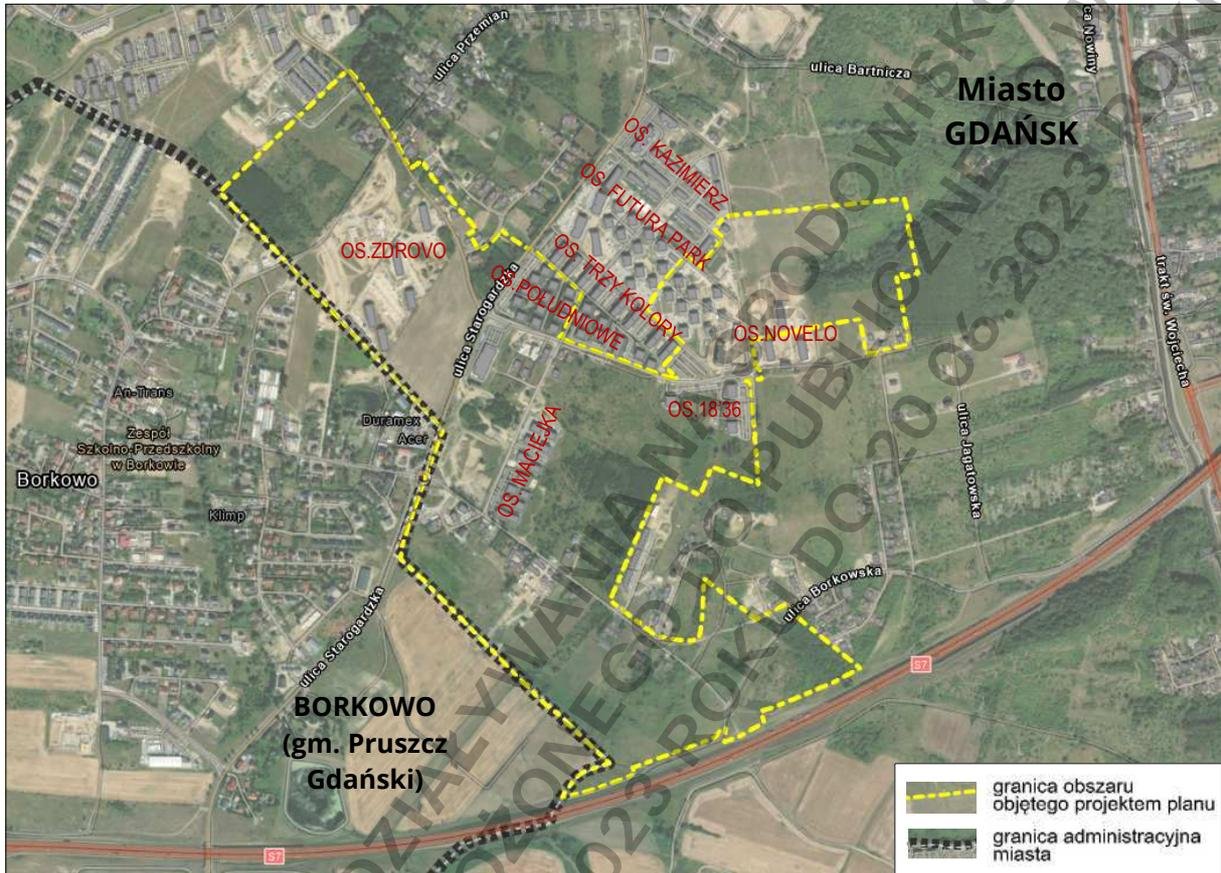 ulica Przemian
ulica Bartnicza
Miasto
GDAŃSK
OŚ. KAZIMIERZ
OS. FUTURA PARK
OS.ZDROVO
OS. TRZY KOLORY
OS.POŁUDNIOWE
ulica Starogardzka
OS.NOVELO
trakt św. Wojciecha
An-Trans
Duramex
Acer
OS.18'36
Zespół
Szkolno-Przedszkolny
w Borkowie
OS. MACIEJKA
ulica Jagatowska
Borkowo
Klimp
ulica Borkowska
ulica Starogardzka
S7
BORKOWO
(gm. Pruszcz
Gdański)
S7
granica obszaru
objętego projektem planu
granica administracyjna
miasta